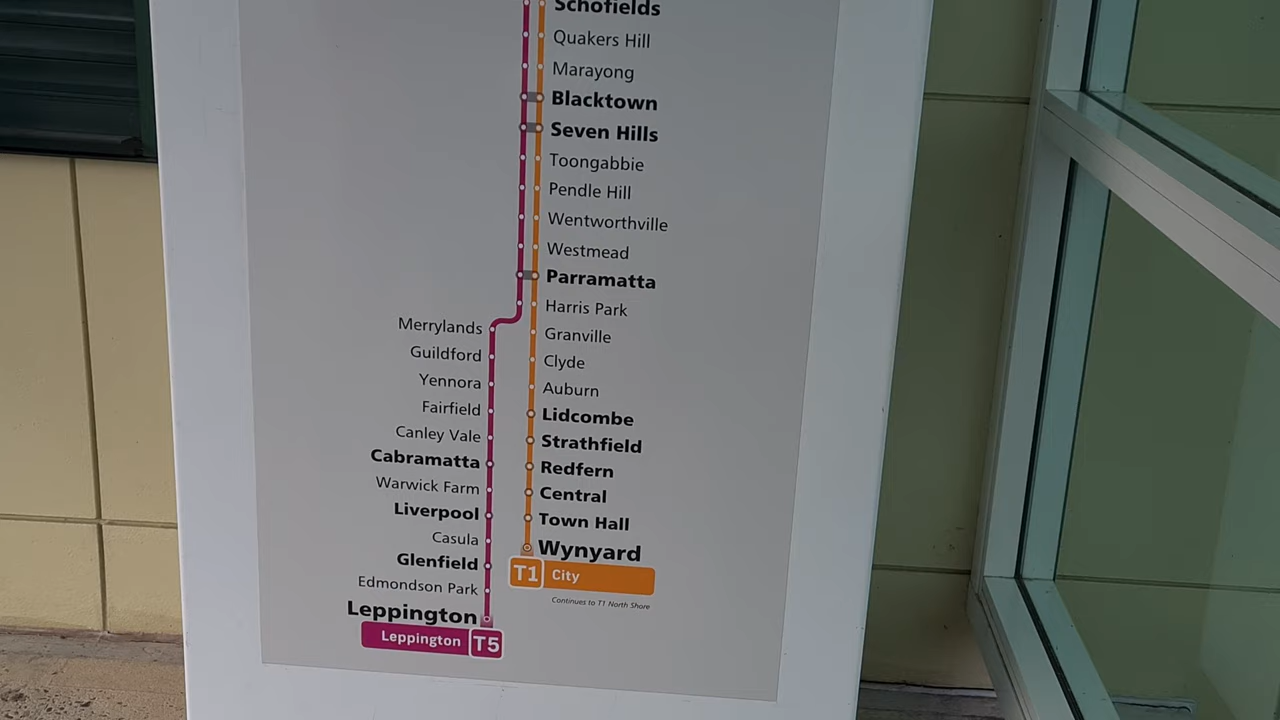 Schofields
Quakers Hill
Marayong
Blacktown
Seven Hills
Toongabbie
Pendle Hill
Wentworthville
Westmead
Parramatta
Harris Park
Granville
Clyde
Auburn
Lidcombe
Strathfield
Redfern
Central
Town Hall
Wynyard
T1 City
Continues to T1 North Shore
Merrylands
Guildford
Yennora
Fairfield
Canley Vale
Cabramatta
Warwick Farm
Liverpool
Casula
Glenfield
Edmondson Park
Leppington
Leppington T5